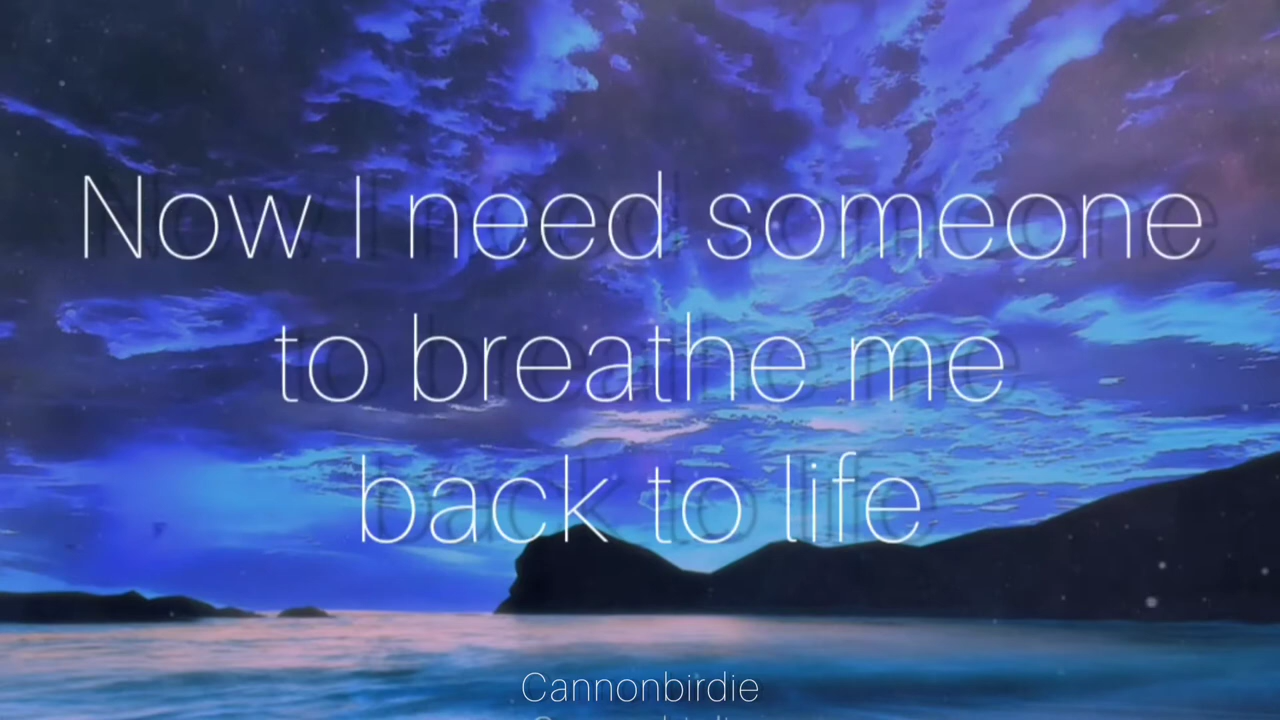 Now I need someone
to breathe me
back to life
Cannonbirdie